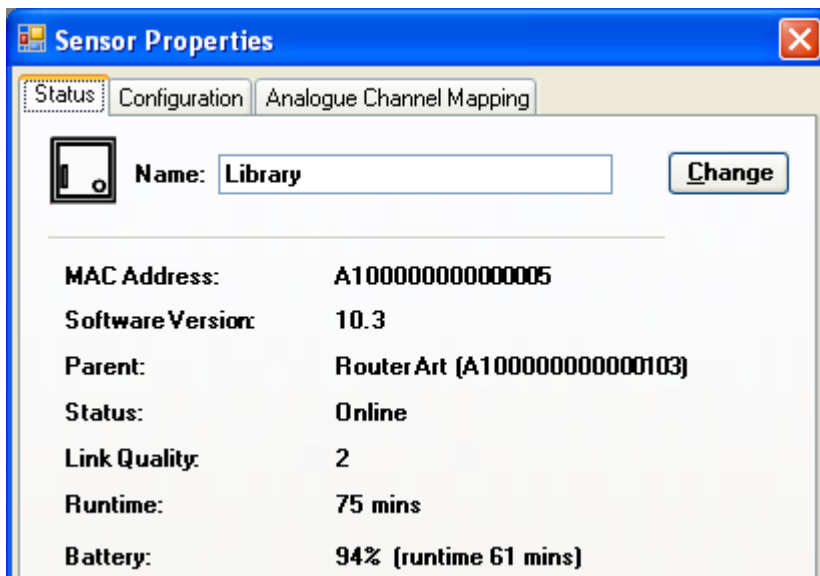 Sensor Properties
Status Configuration Analogue Channel Mapping
Name: Library Change
MAC Address: A100000000000005
Software Version: 10.3
Parent: Router Art (A100000000000103)
Status: Online
Link Quality: 2
Runtime: 75 mins
Battery: 94% (runtime 61 mins)